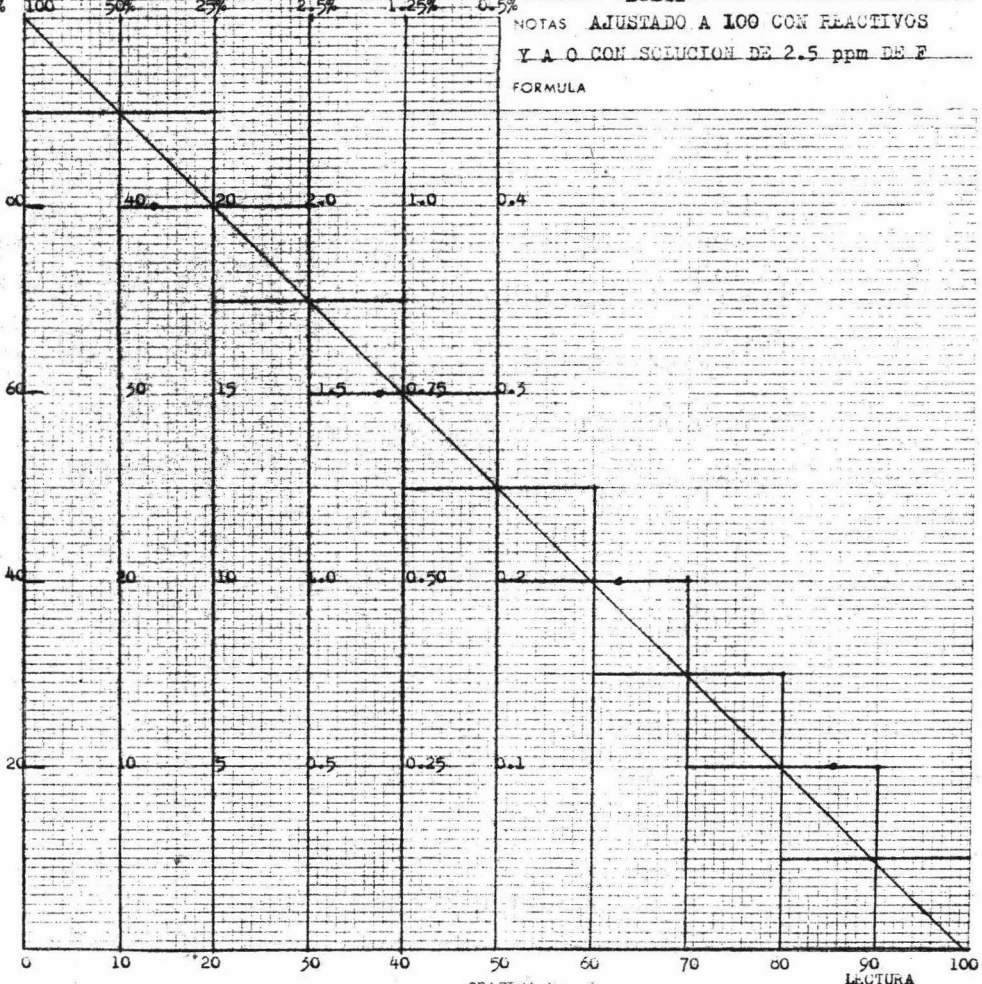 % 100 50% 25% 2.5% 1.25% 0.5%
NOTAS AJUSTADO A 100 CON REACTIVOS
Y A 0 CON SOLUCION DE 2.5 ppm DE F
FORMULA
80 40 20 2.0 1.0 0.4
60 30 15 1.5 0.75 0.3
40 20 10 1.0 0.50 0.2
20 10 5 0.5 0.25 0.1
0 10 20 30 40 50 60 70 80 90 100
LECTURA